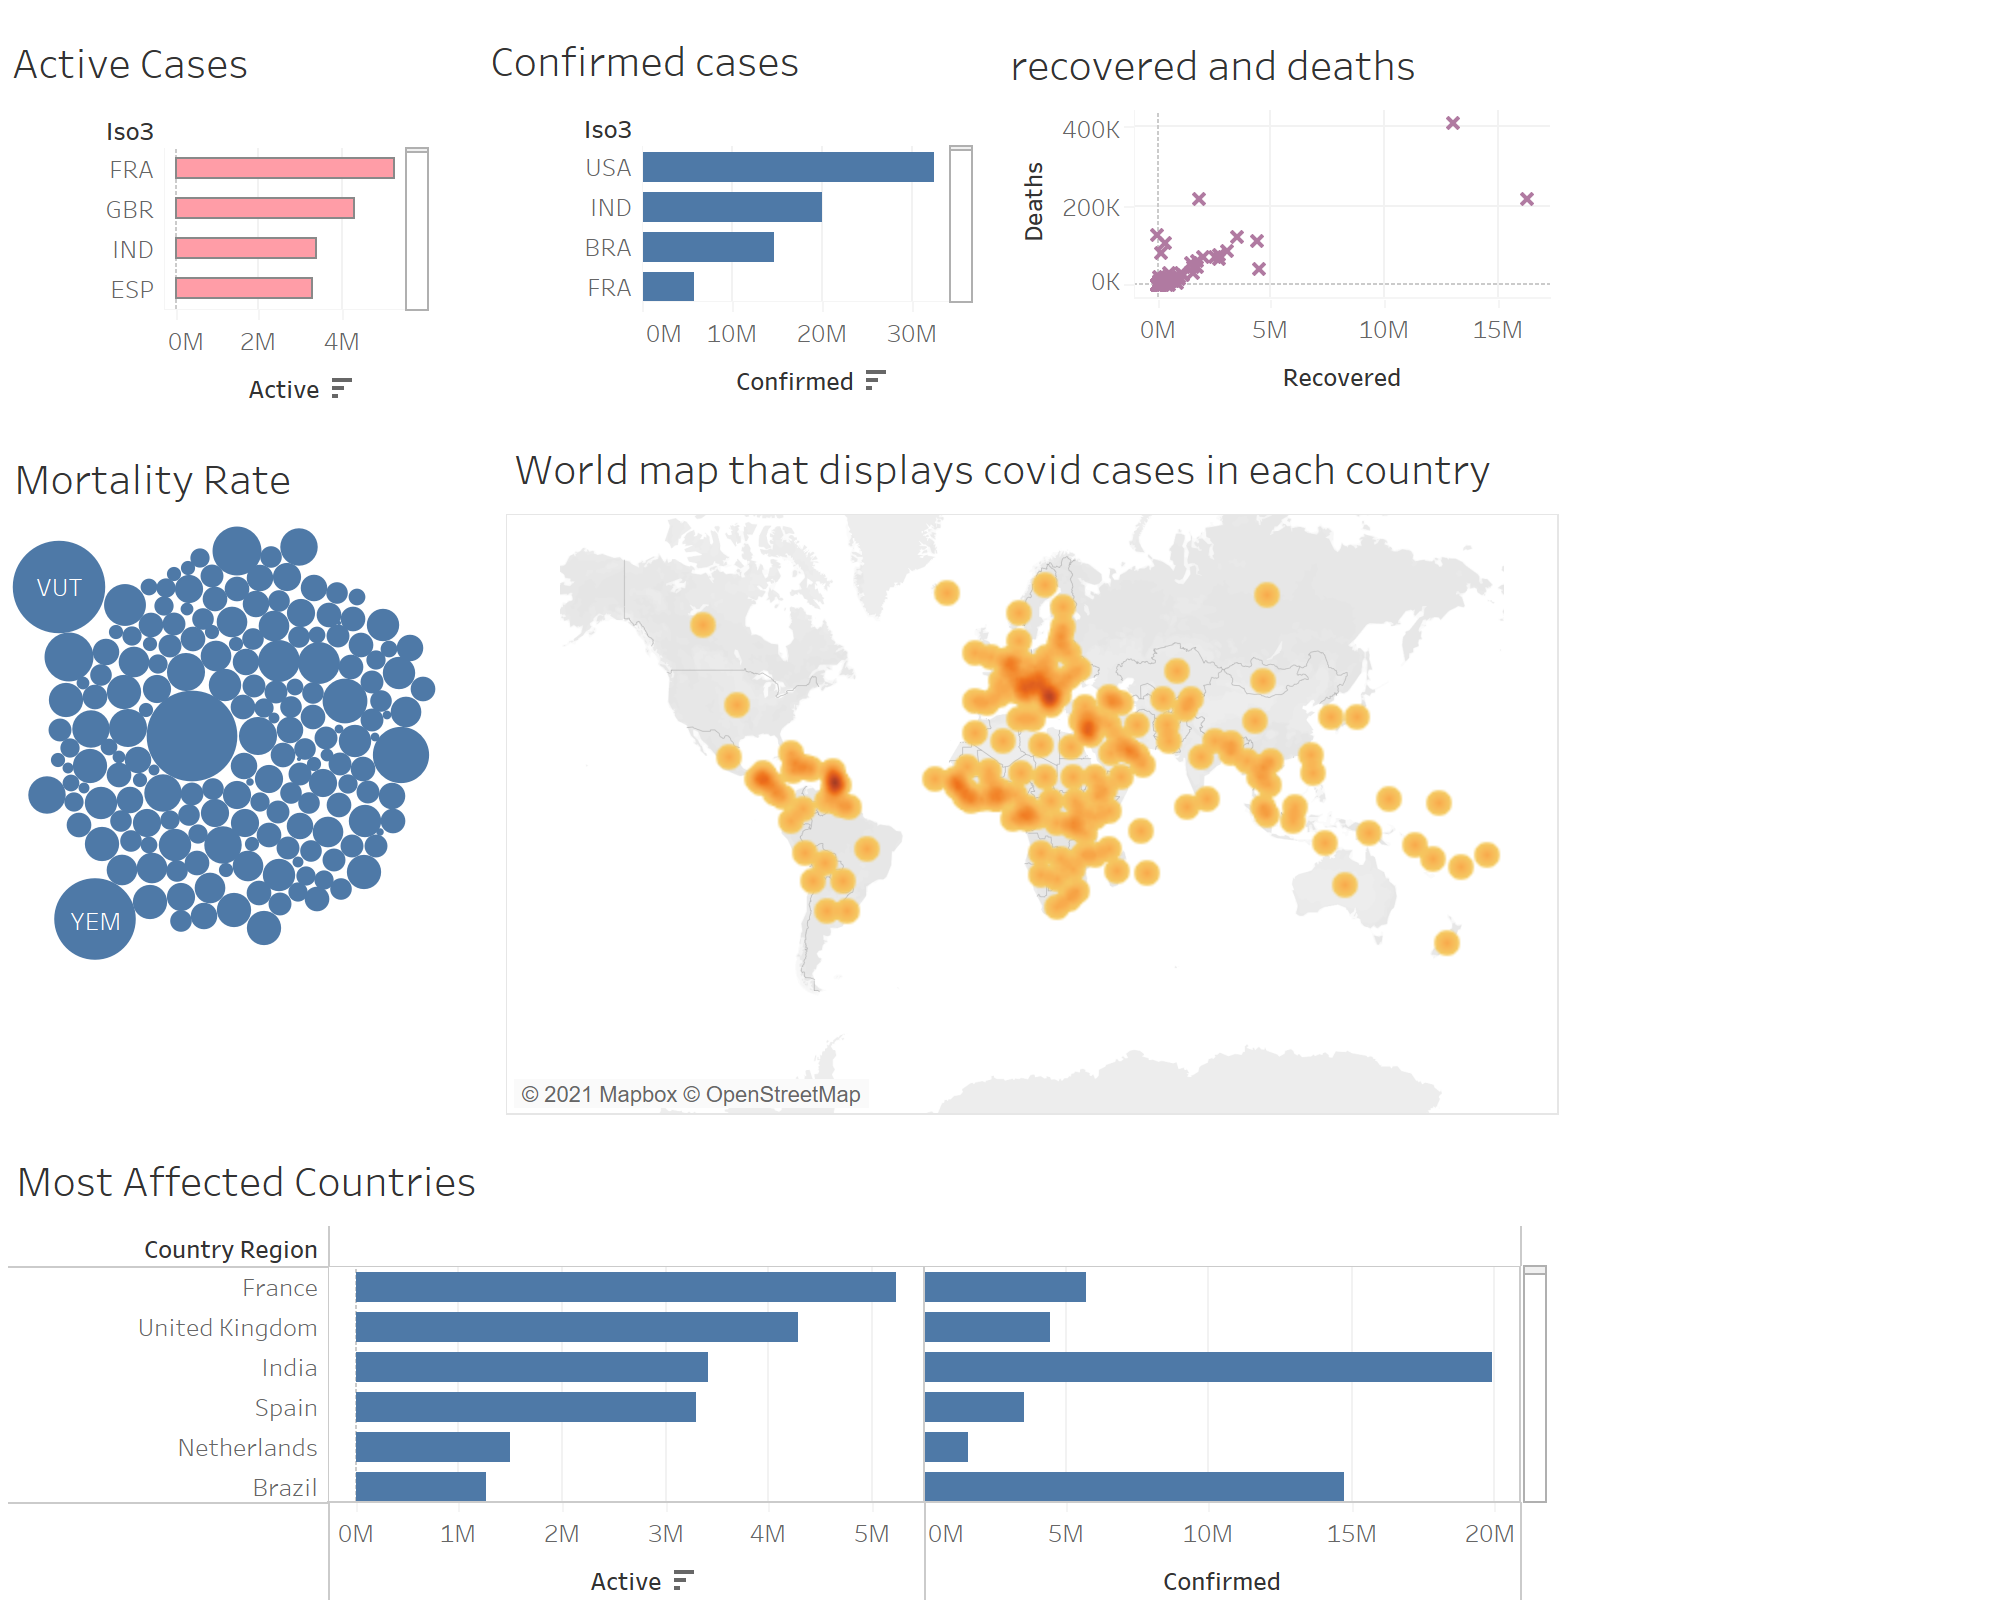 Active Cases
Iso3
FRA
GBR
IND
ESP
0M 2M 4M
Active
Confirmed cases
Iso3
USA
IND
BRA
FRA
0M 10M 20M 30M
Confirmed
recovered and deaths
400K
200K
0K
Deaths
0M 5M 10M 15M
Recovered
Mortality Rate
VUT
YEM
World map that displays covid cases in each country
© 2021 Mapbox © OpenStreetMap
Most Affected Countries
Country Region
France
United Kingdom
India
Spain
Netherlands
Brazil
0M 1M 2M 3M 4M 5M 0M 5M 10M 15M 20M
Active Confirmed